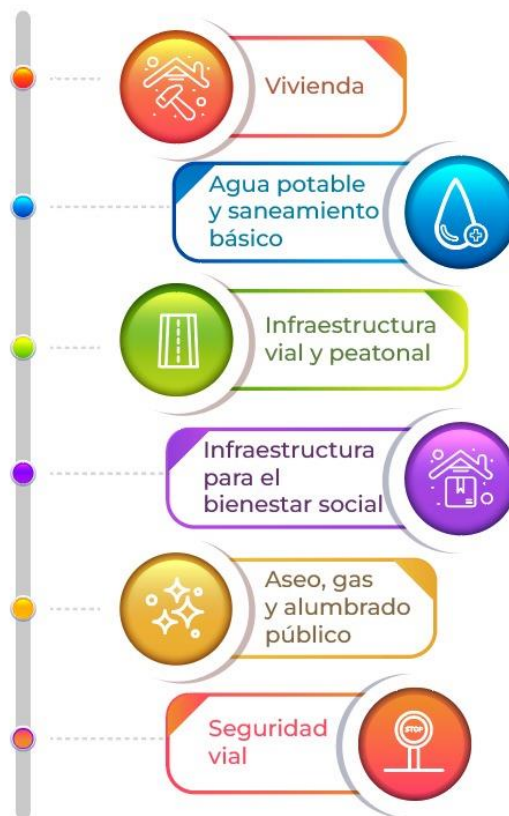 Vivienda
Agua potable
y saneamiento
básico
Infraestructura
vial y peatonal
Infraestructura
para el
bienestar social
Aseo, gas
y alumbrado
público
Seguridad
vial
STOP